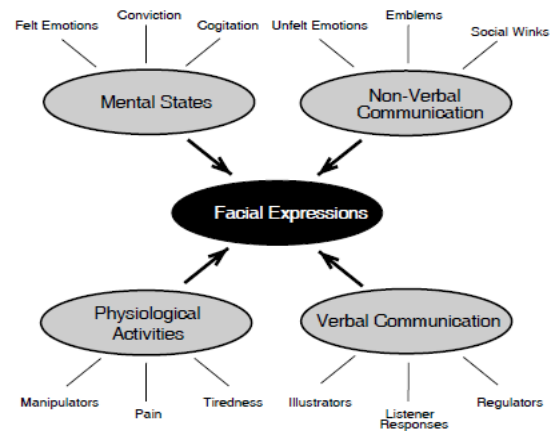 Felt Emotions
Conviction
Cogitation
Unfelt Emotions
Emblems
Social Winks
Mental States
Non-Verbal
Communication
Facial Expressions
Physiological
Activities
Verbal Communication
Manipulators
Pain
Tiredness
Illustrators
Listener
Responses
Regulators